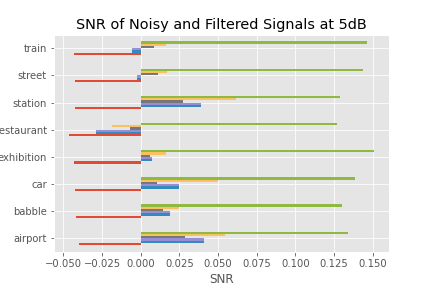 SNR of Noisy and Filtered Signals at 5dB
train
street
station
estaurant
exhibition
car
babble
airport
−0.050 −0.025 0.000 0.025 0.050 0.075 0.100 0.125 0.150
SNR